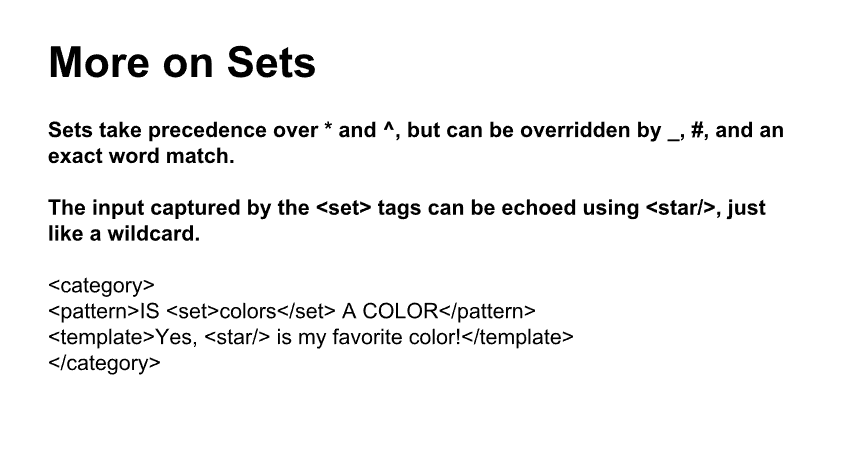 More on Sets
Sets take precedence over * and ^, but can be overridden by _, #, and an
exact word match.
The input captured by the <set> tags can be echoed using <star/>, just
like a wildcard.
<category>
<pattern>IS <set>colors</set> A COLOR</pattern>
<template>Yes, <star/> is my favorite color!</template>
</category>